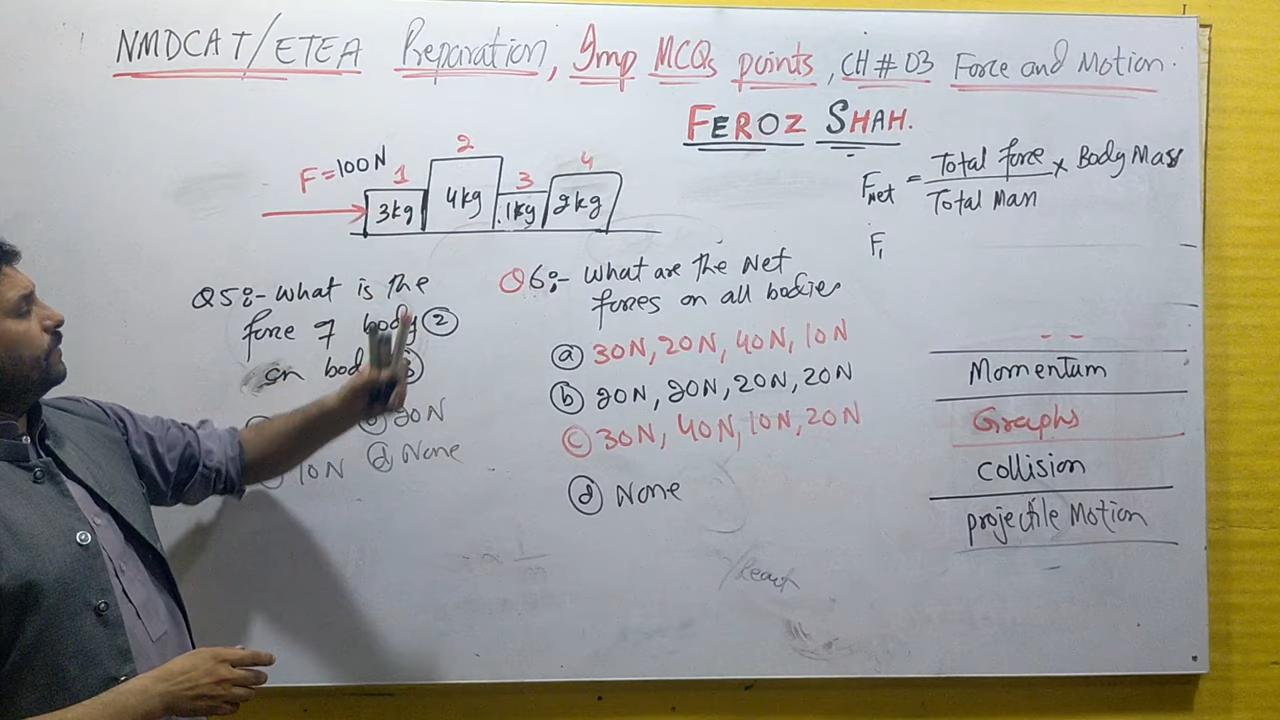 NMDCAT/ETEA Preparation, Imp MCQs points, CH # 03 Force and Motion.
FEROZ SHAH.
F=100N
1
2
3
4
3kg
4kg
1kg
2kg
F Net = Total force / Total Mass × Body Mass
F1
Q5:- What is the
force of body 2
on
20N
10N
d None
Q6:- What are the Net
forces on all bodies
a 30N, 20N, 40N, 10N
b 20N, 20N, 20N, 20N
c 30N, 40N, 10N, 20N
d None
Momentum
Graphs
Collision
projectile Motion